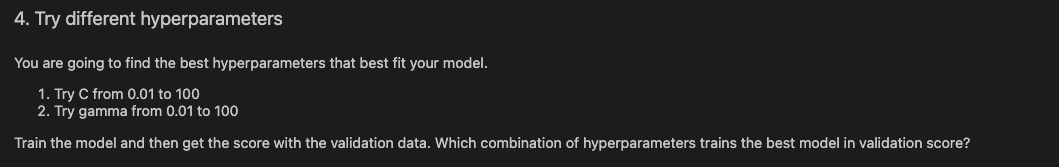 4. Try different hyperparameters
You are going to find the best hyperparameters that best fit your model.
1. Try C from 0.01 to 100
2. Try gamma from 0.01 to 100
Train the model and then get the score with the validation data. Which combination of hyperparameters trains the best model in validation score?